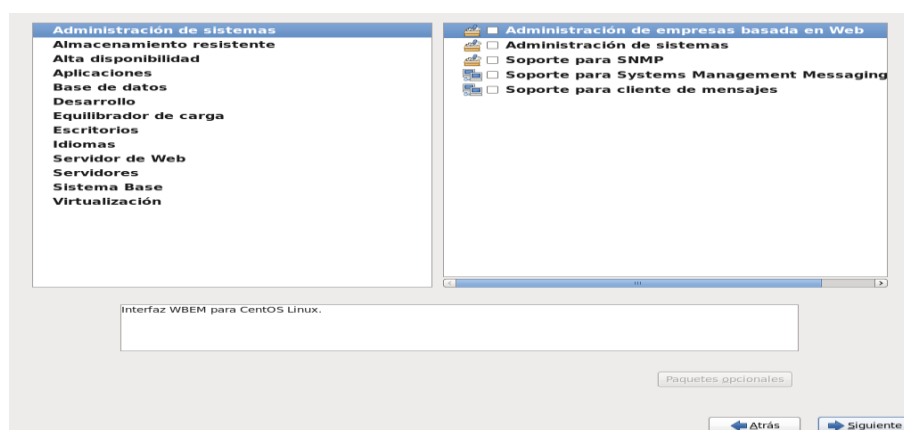 Administración de sistemas
Almacenamiento resistente
Alta disponibilidad
Aplicaciones
Base de datos
Desarrollo
Equilibrador de carga
Escritorios
Idiomas
Servidor de Web
Servidores
Sistema Base
Virtualización
Administración de empresas basada en Web
Administración de sistemas
Soporte para SNMP
Soporte para Systems Management Messaging
Soporte para cliente de mensajes
Interfaz WBEM para CentOS Linux.
Paquetes opcionales
Atrás
Siguiente